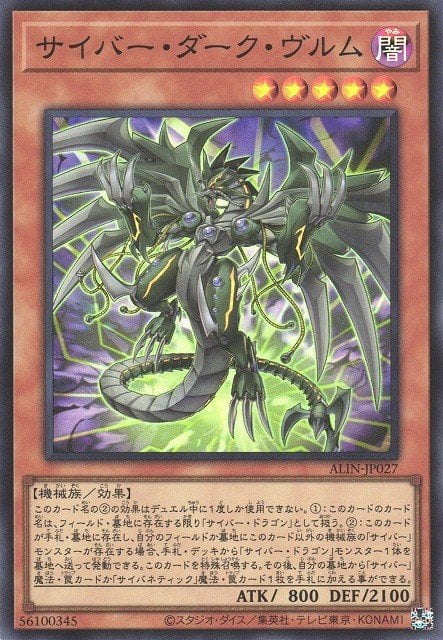 サイバー・ダーク・ヴルム
闇
ALIN-JP027
【機械族/効果】
このカード名の②の効果はデュエル中に1度しか使用できない。①:このカードのカード
名は、フィールド・墓地に存在する限り「サイバー・ドラゴン」として扱う。②:このカード
が手札・墓地に存在し、自分のフィールドか墓地にこのカード以外の機械族の「サイバー」
モンスターが存在する場合、手札・デッキから「サイバー・ドラゴン」モンスター1体を
墓地へ送って発動できる。このカードを特殊召喚する。その後、自分の墓地から「サイバー」
魔法・罠カードか「サイバネティック」魔法・罠カード1枚を手札に加える事ができる。
ATK/ 800 DEF/2100
56100345
©スタジオ・ダイス/集英社・テレビ東京・KONAMI